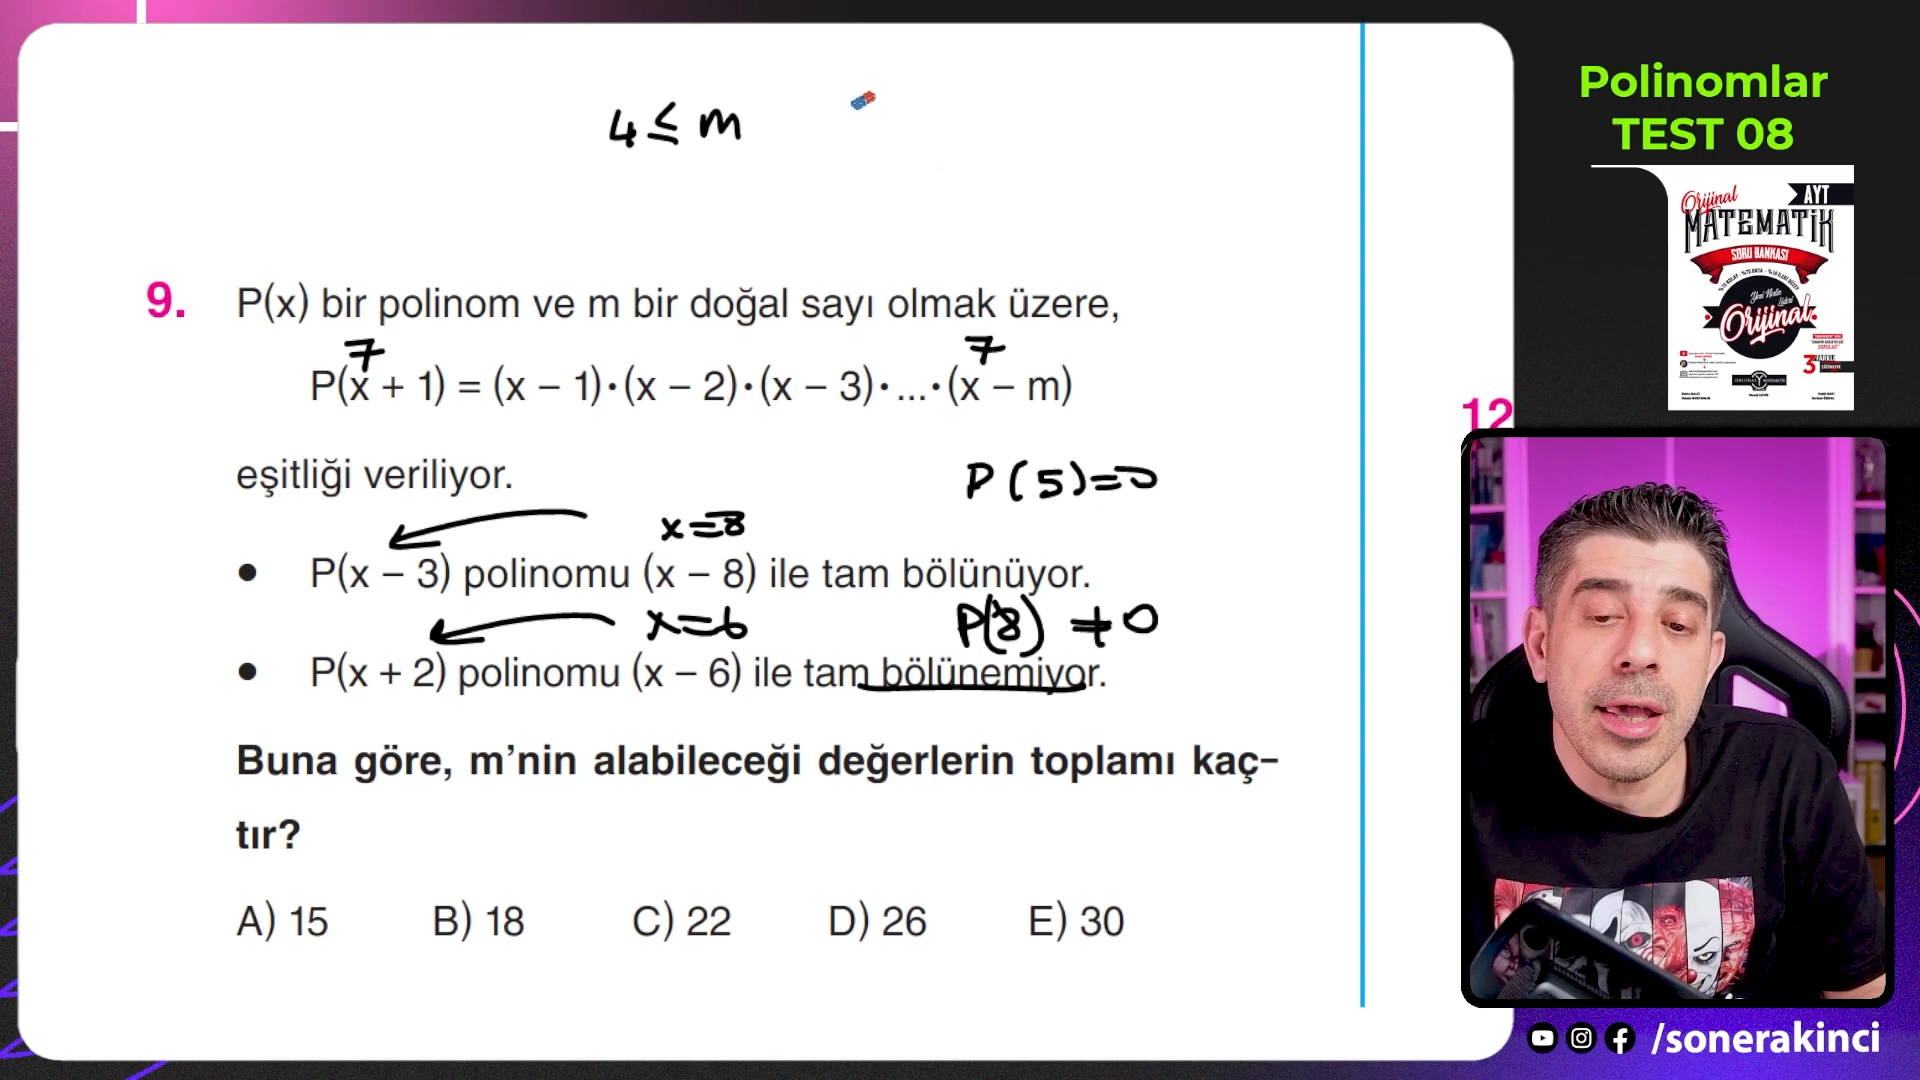 4 ≤ m
9. P(x) bir polinom ve m bir doğal sayı olmak üzere,
7 7
P(x + 1) = (x – 1)·(x – 2)·(x – 3)·...·(x – m)
eşitliği veriliyor.
P(5)=0
x=8
• P(x – 3) polinomu (x – 8) ile tam bölünüyor.
x=6 P(8) ≠ 0
• P(x + 2) polinomu (x – 6) ile tam bölünemiyor.
Buna göre, m’nin alabileceği değerlerin toplamı kaç–
tır?
A) 15 B) 18 C) 22 D) 26 E) 30
12
Polinomlar
TEST 08
Orijinal
AYT
MATEMATİK
SORU BANKASI
Yeni Nesil
Orijinal
3
/sonerakinci